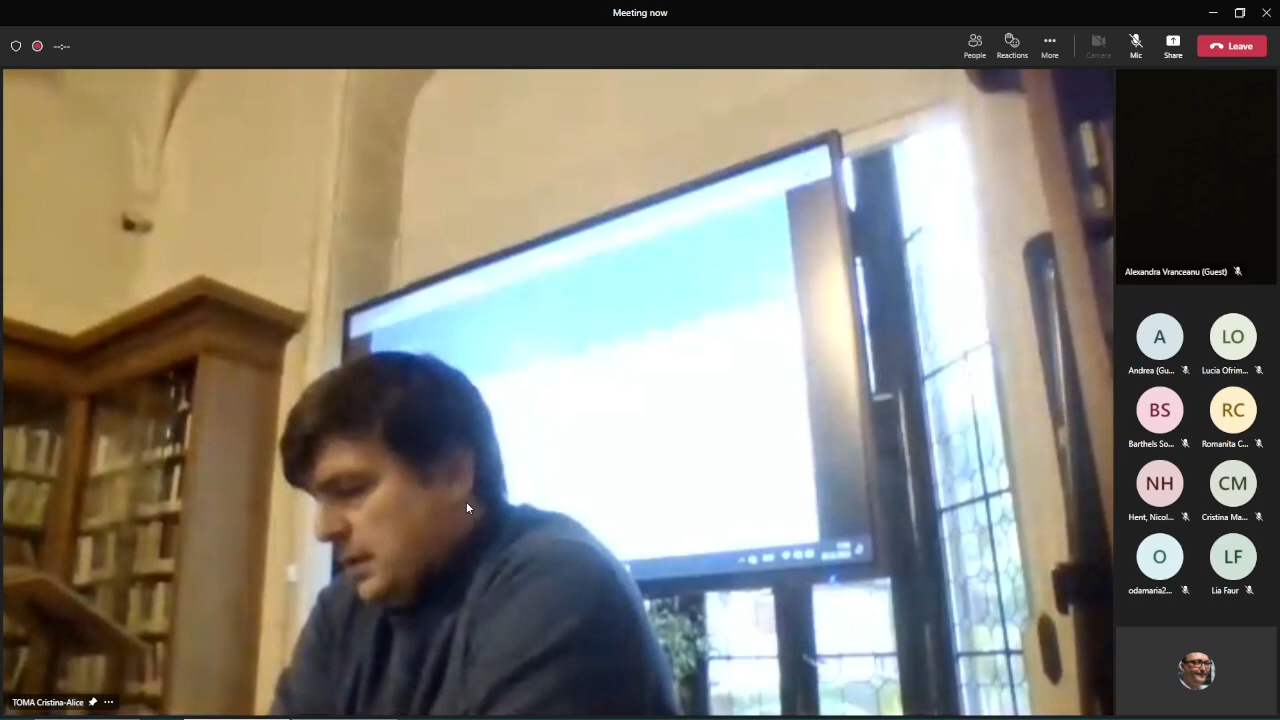 Meeting now
--:--
People
Reactions
More
Camera
Mic
Share
Leave
Alexandra Vranceanu (Guest)
A
LO
Andrea (Gu...
Lucia Ofrim...
BS
RC
Barthels So...
Romanita C...
NH
CM
Hent, Nicol...
Cristina Ma...
O
LF
odamaria2...
Lia Faur
TOMA Cristina-Alice